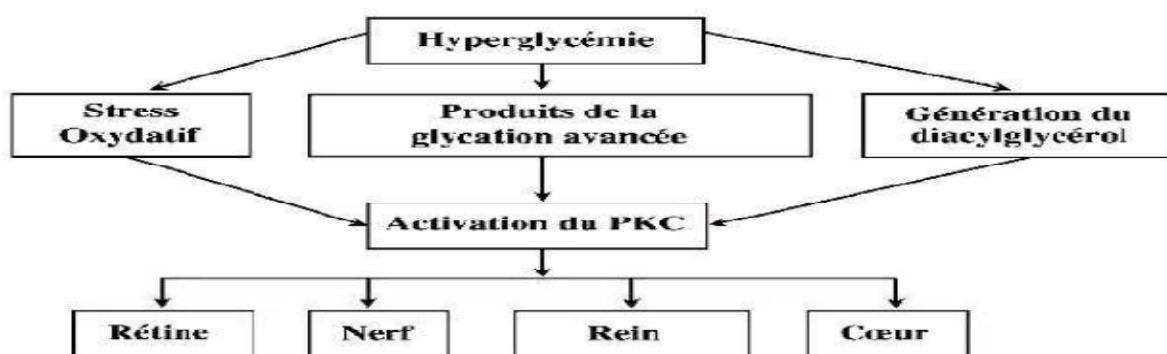 Hyperglycémie
Stress
Oxydatif
Produits de la
glycation avancée
Génération du
diacylglycérol
Activation du PKC
Rétine
Nerf
Rein
Cœur